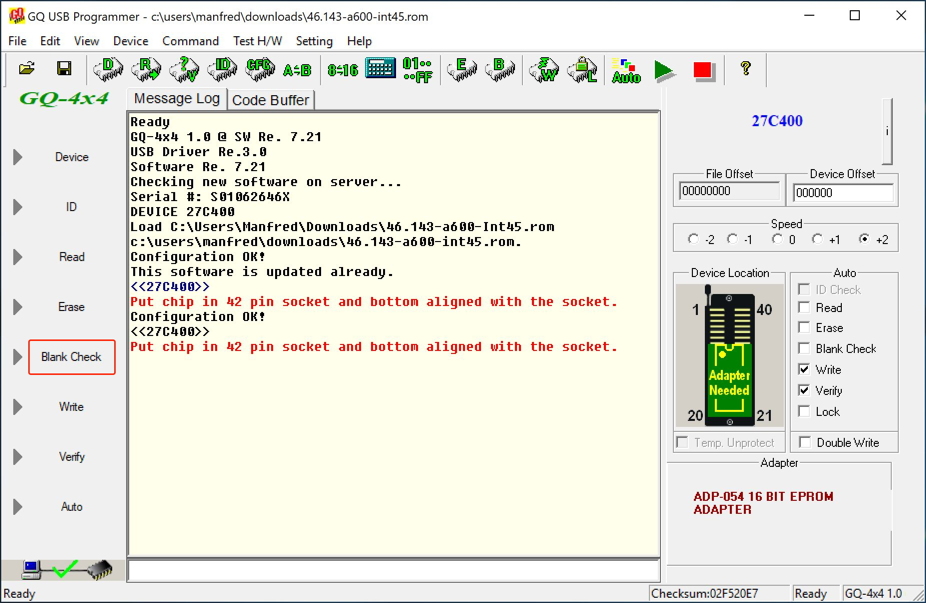 GQ USB Programmer - c:\users\manfred\downloads\46.143-a600-int45.rom
File Edit View Device Command Test H/W Setting Help
D R ? V ID CFG A=B 8=16 01·· ··FF E B W L Auto ?
GQ-4x4
Message Log Code Buffer
Device
ID
Read
Erase
Blank Check
Write
Verify
Auto
Ready
GQ-4x4 1.0 @ SW Re. 7.21
USB Driver Re.3.0
Software Re. 7.21
Checking new software on server...
Serial #: S01062646X
DEVICE 27C400
Load C:\Users\Manfred\Downloads\46.143-a600-Int45.rom
c:\users\manfred\downloads\46.143-a600-int45.rom.
Configuration OK!
This software is updated already.
<<27C400>>
Put chip in 42 pin socket and bottom aligned with the socket.
Configuration OK!
<<27C400>>
Put chip in 42 pin socket and bottom aligned with the socket.
27C400
i
File Offset Device Offset
00000000 000000
Speed
-2 -1 0 +1 +2
Device Location
1 40
Adapter
Needed
20 21
Temp. Unprotect
Auto
ID Check
Read
Erase
Blank Check
Write
Verify
Lock
Double Write
Adapter
ADP-054 16 BIT EPROM
ADAPTER
Ready Checksum:02F520E7 Ready GQ-4x4 1.0